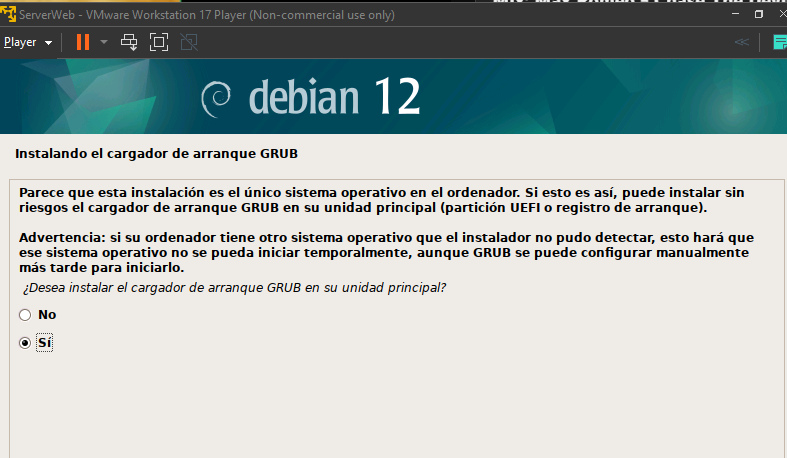 ServerWeb - VMware Workstation 17 Player (Non-commercial use only)
Player
debian 12
Instalando el cargador de arranque GRUB
Parece que esta instalación es el único sistema operativo en el ordenador. Si esto es así, puede instalar sin
riesgos el cargador de arranque GRUB en su unidad principal (partición UEFI o registro de arranque).
Advertencia: si su ordenador tiene otro sistema operativo que el instalador no pudo detectar, esto hará que
ese sistema operativo no se pueda iniciar temporalmente, aunque GRUB se puede configurar manualmente
más tarde para iniciarlo.
¿Desea instalar el cargador de arranque GRUB en su unidad principal?
No
Sí